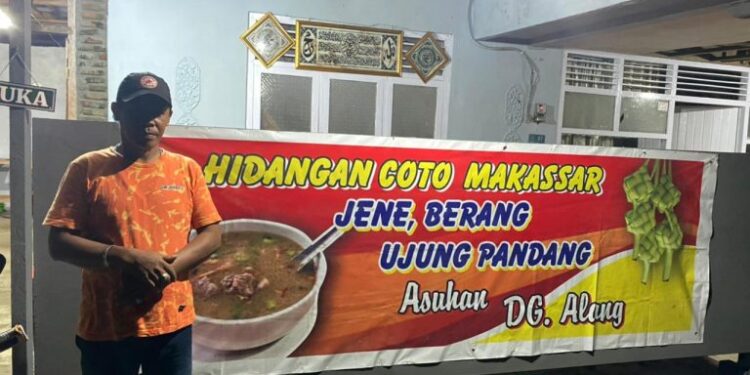 UKA
HIDANGAN COTO MAKASSAR
JENE, BERANG
UJUNG PANDANG
Asuhan DG. Alang